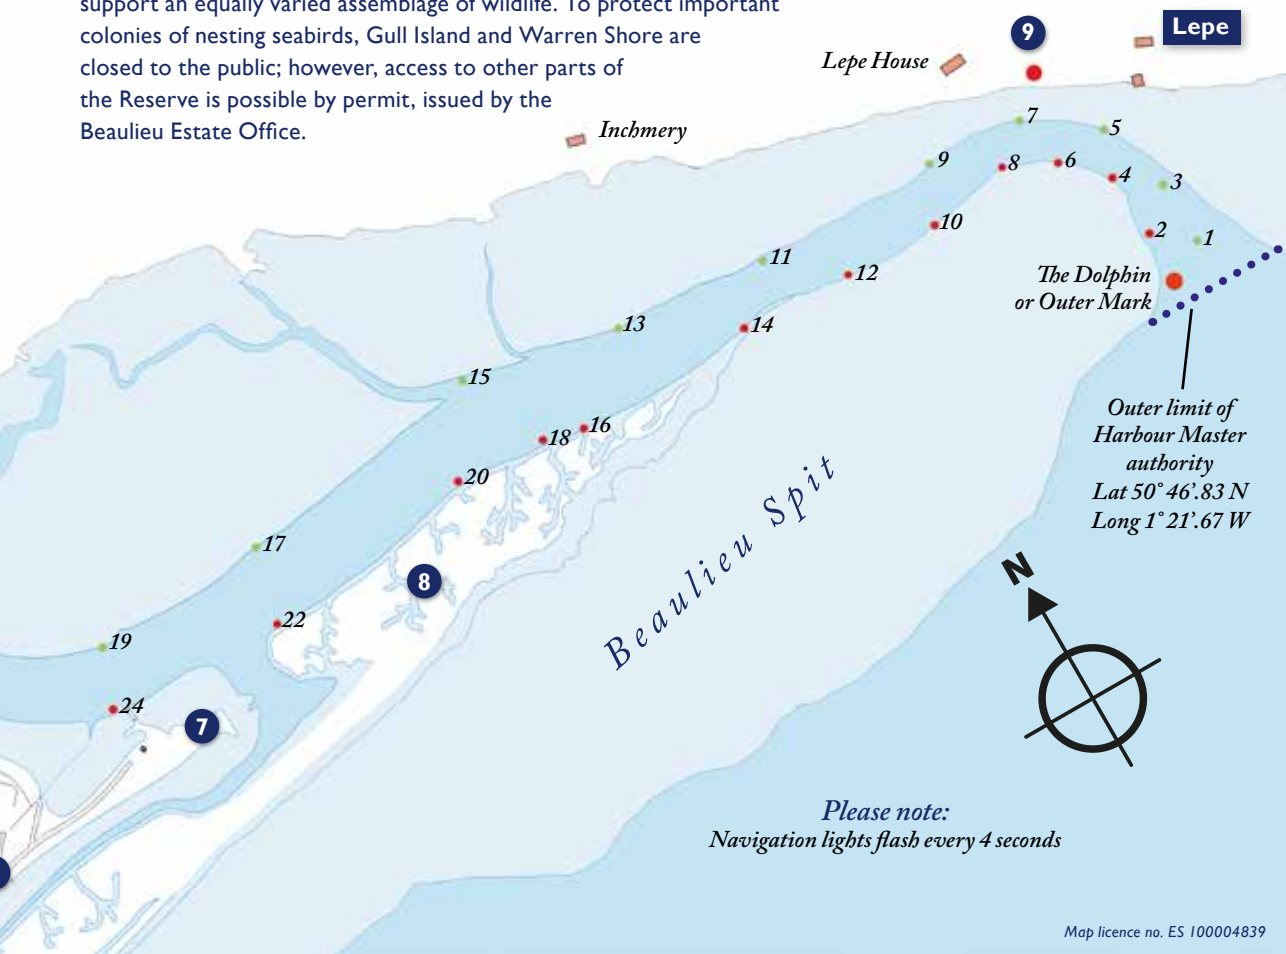 support an equally varied assemblage of wildlife. To protect important
colonies of nesting seabirds, Gull Island and Warren Shore are
closed to the public; however, access to other parts of
the Reserve is possible by permit, issued by the
Beaulieu Estate Office.
9
Lepe
Lepe House
Inchmery
7
5
9
8
6
4
3
10
2
1
11
12
The Dolphin
or Outer Mark
13
14
15
16
18
20
Outer limit of
Harbour Master
authority
Lat 50° 46'.83 N
Long 1° 21'.67 W
Beaulieu Spit
17
8
22
N
19
24
7
Please note:
Navigation lights flash every 4 seconds
Map licence no. ES 100004839